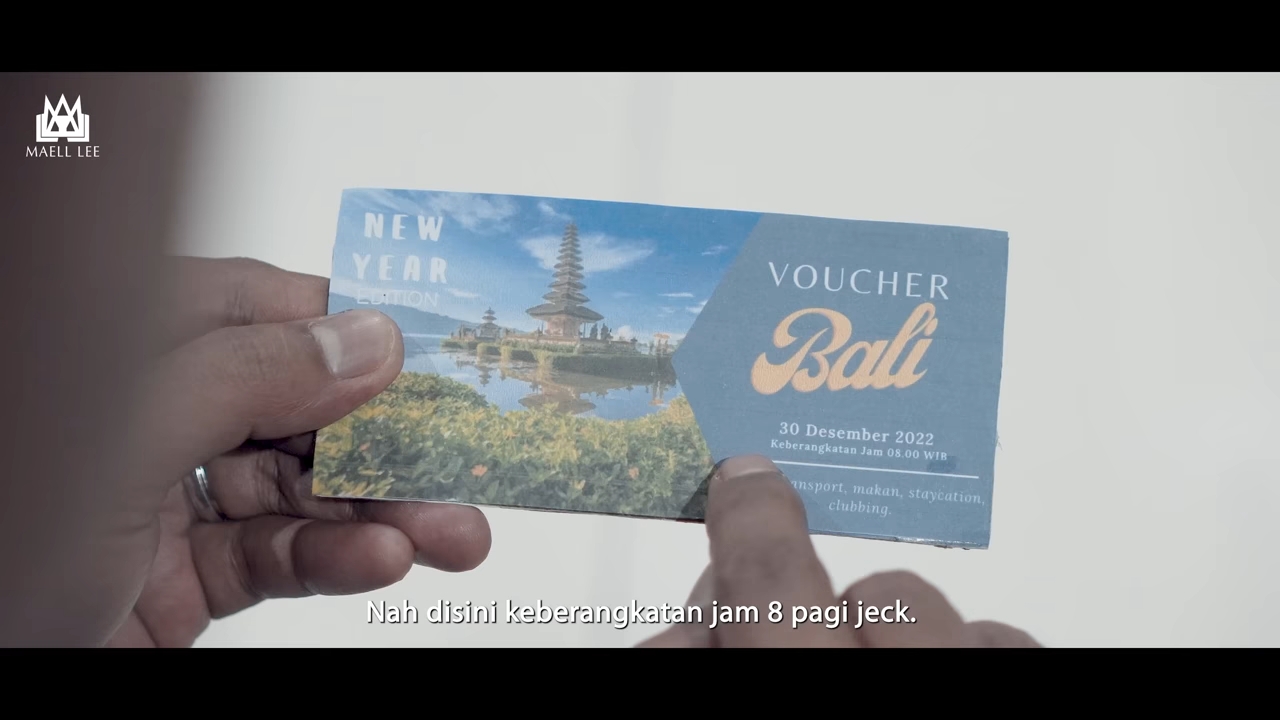 MAELL LEE
NEW
YEAR
EDITION
VOUCHER
Bali
30 Desember 2022
Keberangkatan Jam 08.00 WIB
makan, staycation,
clubbing.
Nah disini keberangkatan jam 8 pagi jeck.